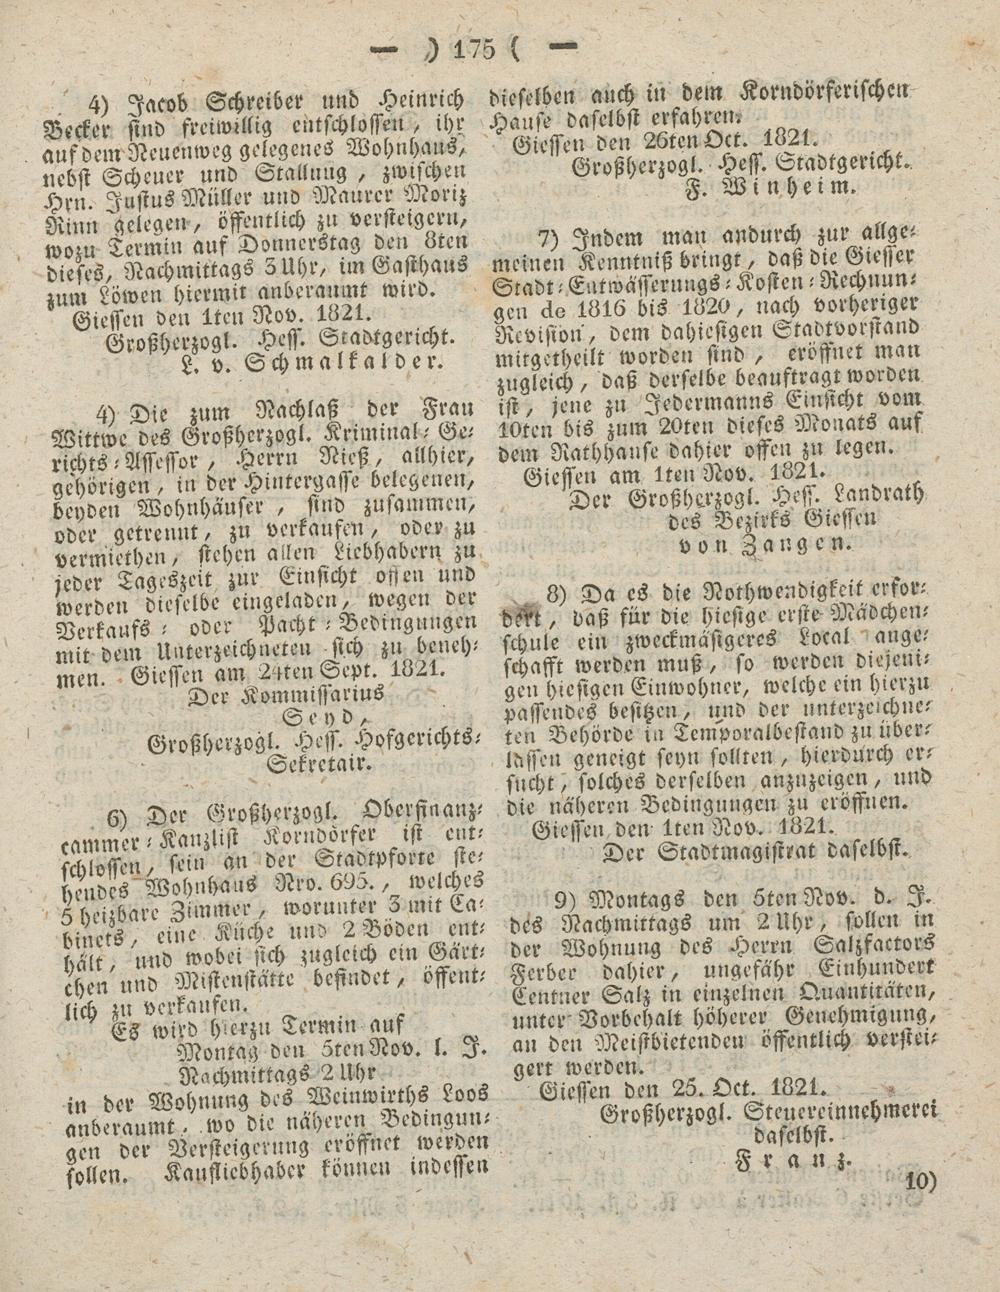 — ) 175 ( —
4) Jacob Schreiber und Heinrich
Becker sind freiwillig entschlossen, ihr
auf dem Neuenweg gelegenes Wohnhaus,
nebst Scheuer und Stallung, zwischen
Hrn. Justus Müller und Maurer Moriz
Rinn gelegen, öffentlich zu versteigern,
wozu Termin auf Donnerstag den 8ten
dieses, Nachmittags 3 Uhr, im Gasthaus
zum Löwen hiermit anberaumt wird.
Giessen den 1ten Nov. 1821.
Großherzogl. Hess. Stadtgericht.
L. v. Schmalkalder.
4) Die zum Nachlaß der Frau
Wittwe des Großherzogl. Kriminal-Ge-
richts-Assessor, Herrn Nieß, allhier,
gehörigen, in der Hintergasse belegenen,
beyden Wohnhäuser, sind zusammen,
oder getrennt, zu verkaufen, oder zu
vermiethen, stehen allen Liebhabern zu
jeder Tageszeit zur Einsicht offen und
werden dieselbe eingeladen, wegen der
Verkaufs- oder Pacht-Bedingungen
mit dem Unterzeichneten sich zu beneh-
men. Giessen am 24ten Sept. 1821.
Der Kommissarius
Seyd,
Großherzogl. Hess. Hofgerichts-
Sekretair.
6) Der Großherzogl. Oberfinanz-
cammer-Kanzlist Korndörfer ist ent-
schlossen, sein an der Stadtpforte ste-
hendes Wohnhaus Nro. 695., welches
5 heizbare Zimmer, worunter 3 mit Ca-
binets, eine Küche und 2 Böden ent-
hält, und wobei sich zugleich ein Gärt-
chen und Mistenstätte befindet, öffent-
lich zu verkaufen.
Es wird hierzu Termin auf
Montag den 5ten Nov. l. J.
Nachmittags 2 Uhr
in der Wohnung des Weinwirths Loos
anberaumt, wo die näheren Bedingun-
gen der Versteigerung eröffnet werden
sollen. Kaufliebhaber können indessen
dieselben auch in dem Korndörferischen
Hause daselbst erfahren.
Giessen den 26ten Oct. 1821.
Großherzogl. Hess. Stadtgericht.
F. Winheim.
7) Indem man andurch zur allge-
meinen Kenntniß bringt, daß die Giesser
Stadt-Entwässerungs-Kosten-Rechnun-
gen de 1816 bis 1820, nach vorheriger
Revision, dem dahiesigen Stadtvorstand
mitgetheilt worden sind, eröffnet man
zugleich, daß derselbe beauftragt worden
ist, jene zu Jedermanns Einsicht vom
10ten bis zum 20ten dieses Monats auf
dem Rathhause dahier offen zu legen.
Giessen am 1ten Nov. 1821.
Der Großherzogl. Hess. Landrath
des Bezirks Giessen
von Zangen.
8) Da es die Nothwendigkeit erfor-
dert, daß für die hiesige erste Mädchen-
schule ein zweckmäsigeres Local ange-
schafft werden muß, so werden diejeni-
gen hiesigen Einwohner, welche ein hierzu
passendes besitzen, und der unterzeichne-
ten Behörde in Temporalbestand zu über-
lassen geneigt seyn sollten, hierdurch er-
sucht, solches derselben anzuzeigen, und
die näheren Bedingungen zu eröffnen.
Giessen den 1ten Nov. 1821.
Der Stadtmagistrat daselbst.
9) Montags den 5ten Nov. d. J.
des Nachmittags um 2 Uhr, sollen in
der Wohnung des Herrn Salzfactors
Ferber dahier, ungefähr Einhundert
Centner Salz in einzelnen Quantitäten,
unter Vorbehalt höherer Genehmigung,
an den Meistbietenden öffentlich verstei-
gert werden.
Giessen den 25. Oct. 1821.
Großherzogl. Steuereinnehmerei
daselbst.
Franz.
10)